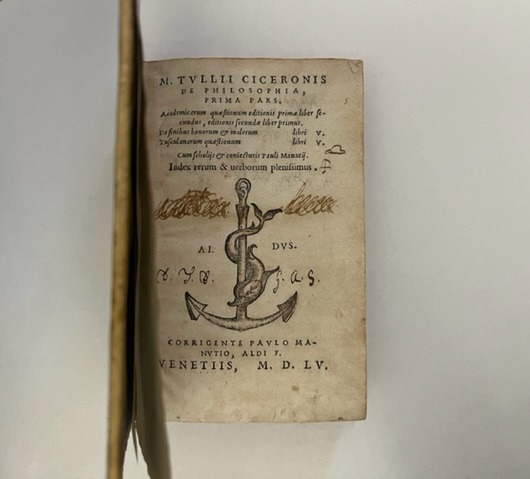 M. TVLLII CICERONIS
DE PHILOSOPHIA,
PRIMA PARS.
Academicarum quæstionum editionis primæ liber se-
cundus, editionis secundæ liber primus.
De finibus bonorum & malorum libri V.
Tusculanarum quæstionum libri V.
Cum scholijs & coniecturis Pauli Manutij.
Index rerum & uerborum plenissimus.
AL DVS.
CORRIGENTE PAVLO MA-
NVTIO, ALDI F.
VENETIIS, M. D. LV.